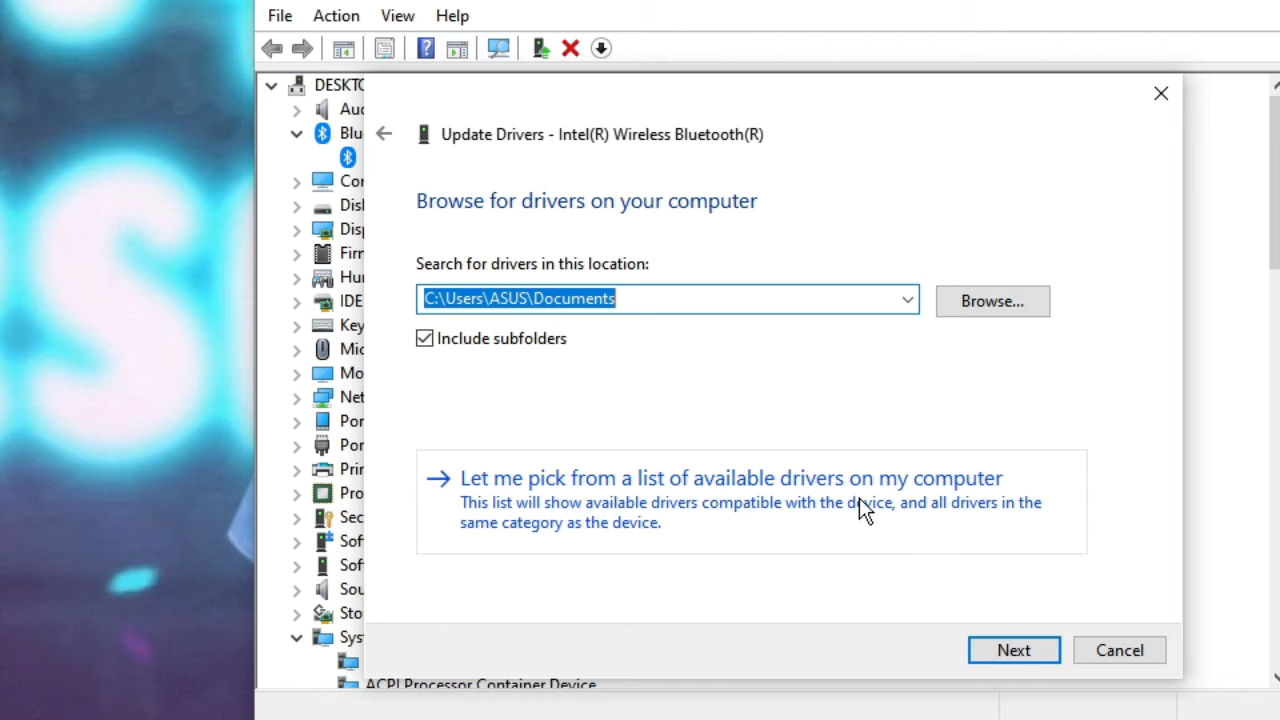 File Action View Help
DESKTO
Update Drivers - Intel(R) Wireless Bluetooth(R)
Browse for drivers on your computer
Search for drivers in this location:
C:\Users\ASUS\Documents
Browse...
Include subfolders
Let me pick from a list of available drivers on my computer
This list will show available drivers compatible with the device, and all drivers in the
same category as the device.
Next
Cancel
Aud
Blu
Cor
Disl
Disp
Firn
Hur
IDE
Key
Mic
Mo
Net
Por
Por
Prin
Pro
Sec
Sof
Sof
Sou
Sto
Syst
ACPI Processor Container Device